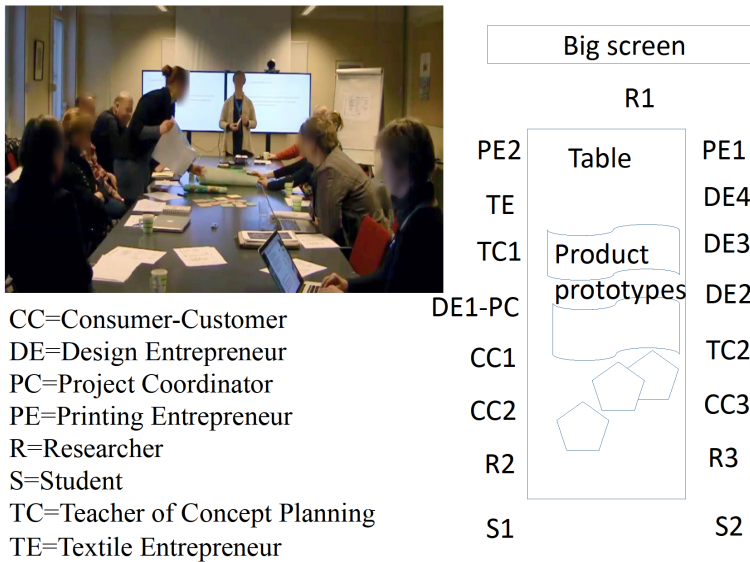 Big screen
R1
PE2
Table
PE1
TE
DE4
TC1
Product
DE3
prototypes
DE2
DE1-PC
CC1
TC2
CC2
CC3
R2
R3
S1
S2
CC=Consumer-Customer
DE=Design Entrepreneur
PC=Project Coordinator
PE=Printing Entrepreneur
R=Researcher
S=Student
TC=Teacher of Concept Planning
TE=Textile Entrepreneur